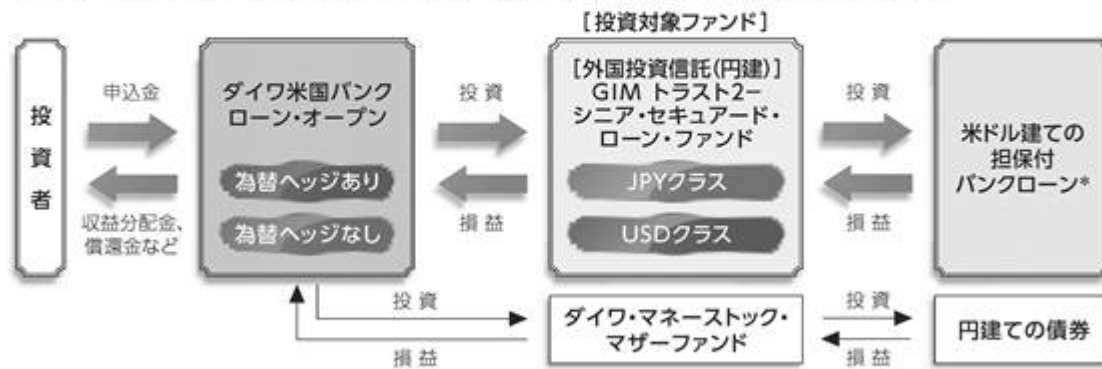 [投資対象ファンド]
投資者
申込金
収益分配金、
償還金など
ダイワ米国バンク
ローン・オープン
為替ヘッジあり
為替ヘッジなし
投資
損益
[外国投資信託(円建)]
GIM トラスト2−
シニア・セキュアード・
ローン・ファンド
JPYクラス
USDクラス
投資
損益
米ドル建ての
担保付
バンクローン*
投資
損益
ダイワ・マネーストック・
マザーファンド
投資
損益
円建ての債券